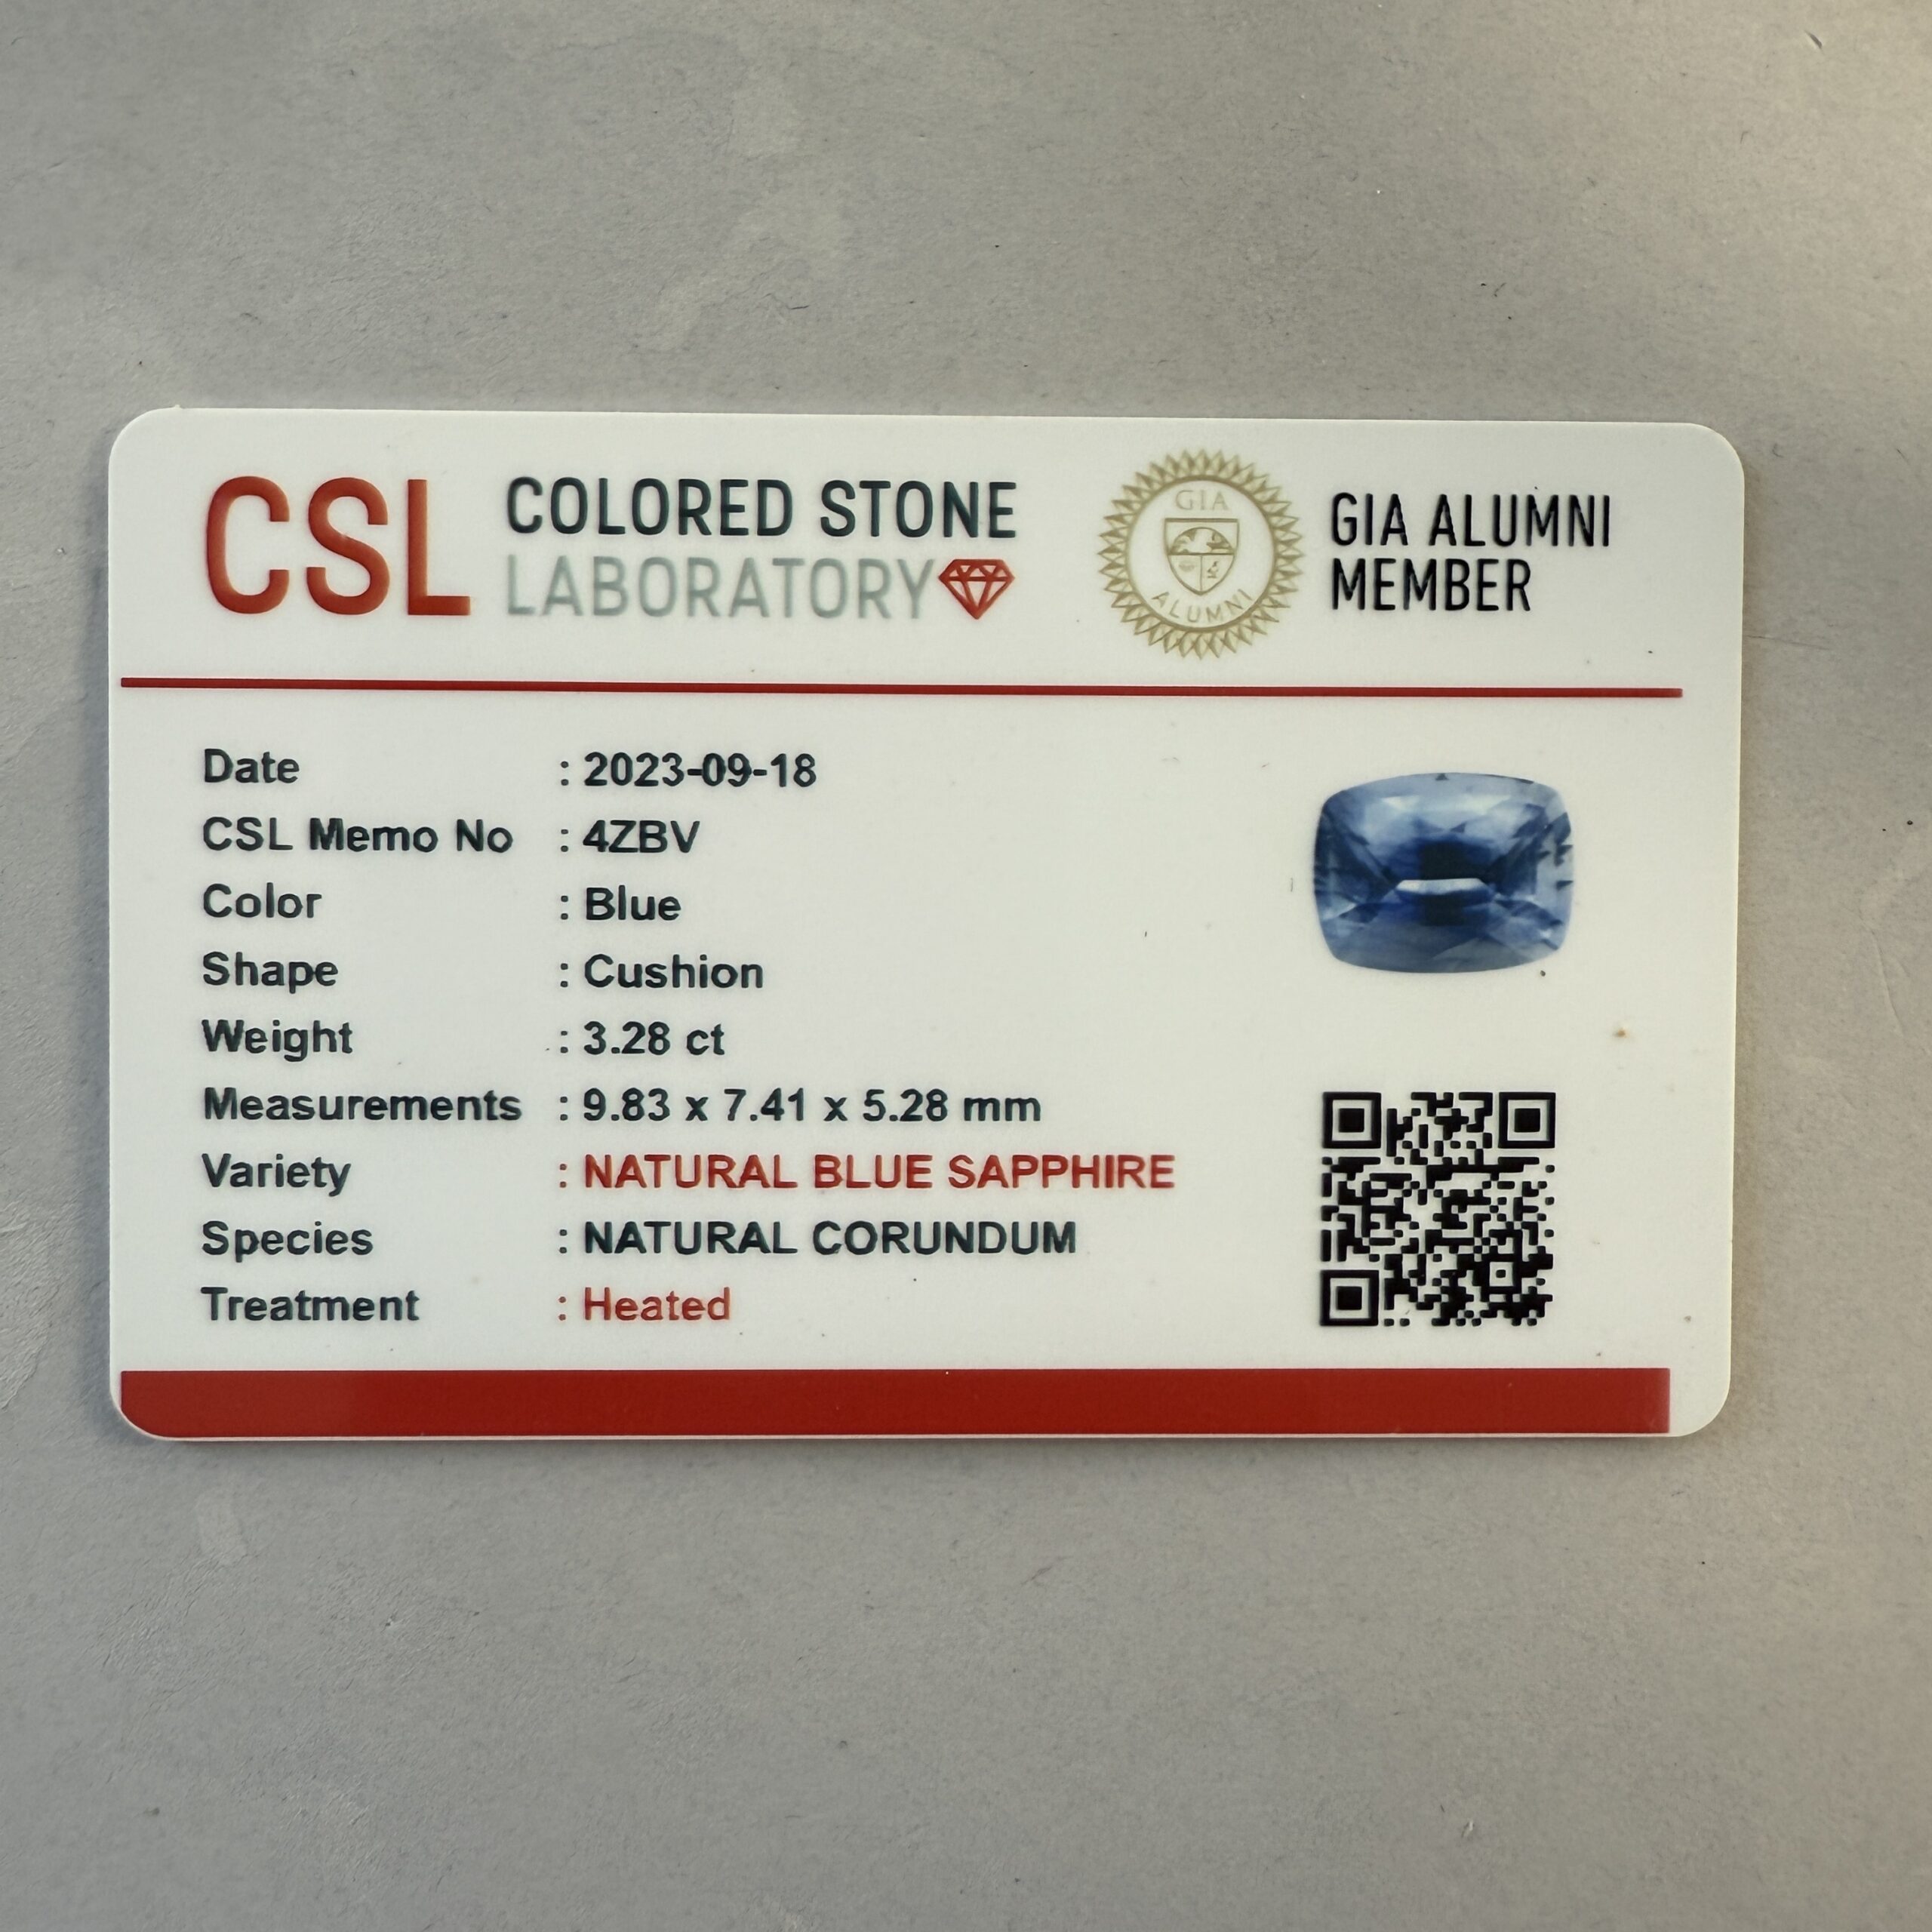 CSL COLORED STONE
LABORATORY
GIA
ALUMNI
GIA ALUMNI
MEMBER
Date : 2023-09-18
CSL Memo No : 4ZBV
Color : Blue
Shape : Cushion
Weight : 3.28 ct
Measurements : 9.83 x 7.41 x 5.28 mm
Variety : NATURAL BLUE SAPPHIRE
Species : NATURAL CORUNDUM
Treatment : Heated